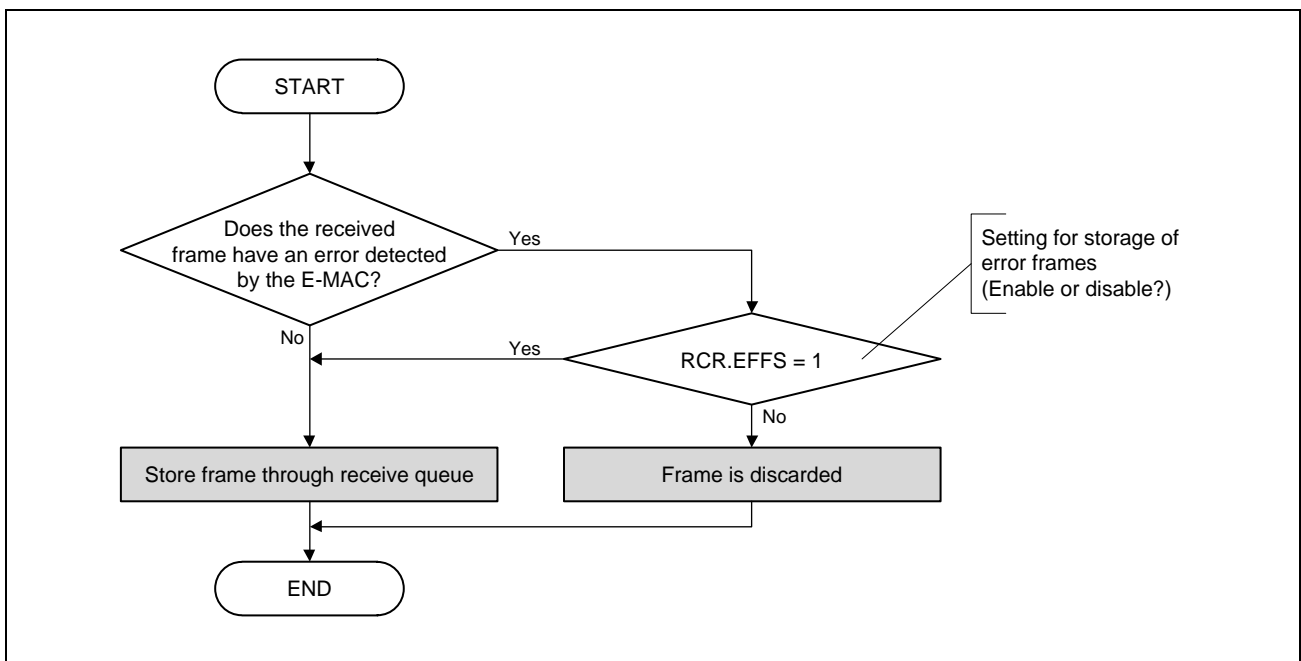 START
Does the received
frame have an error detected
by the E-MAC?
Yes
Setting for storage of
error frames
(Enable or disable?)
No
Yes
RCR.EFFS = 1
No
Store frame through receive queue
Frame is discarded
END